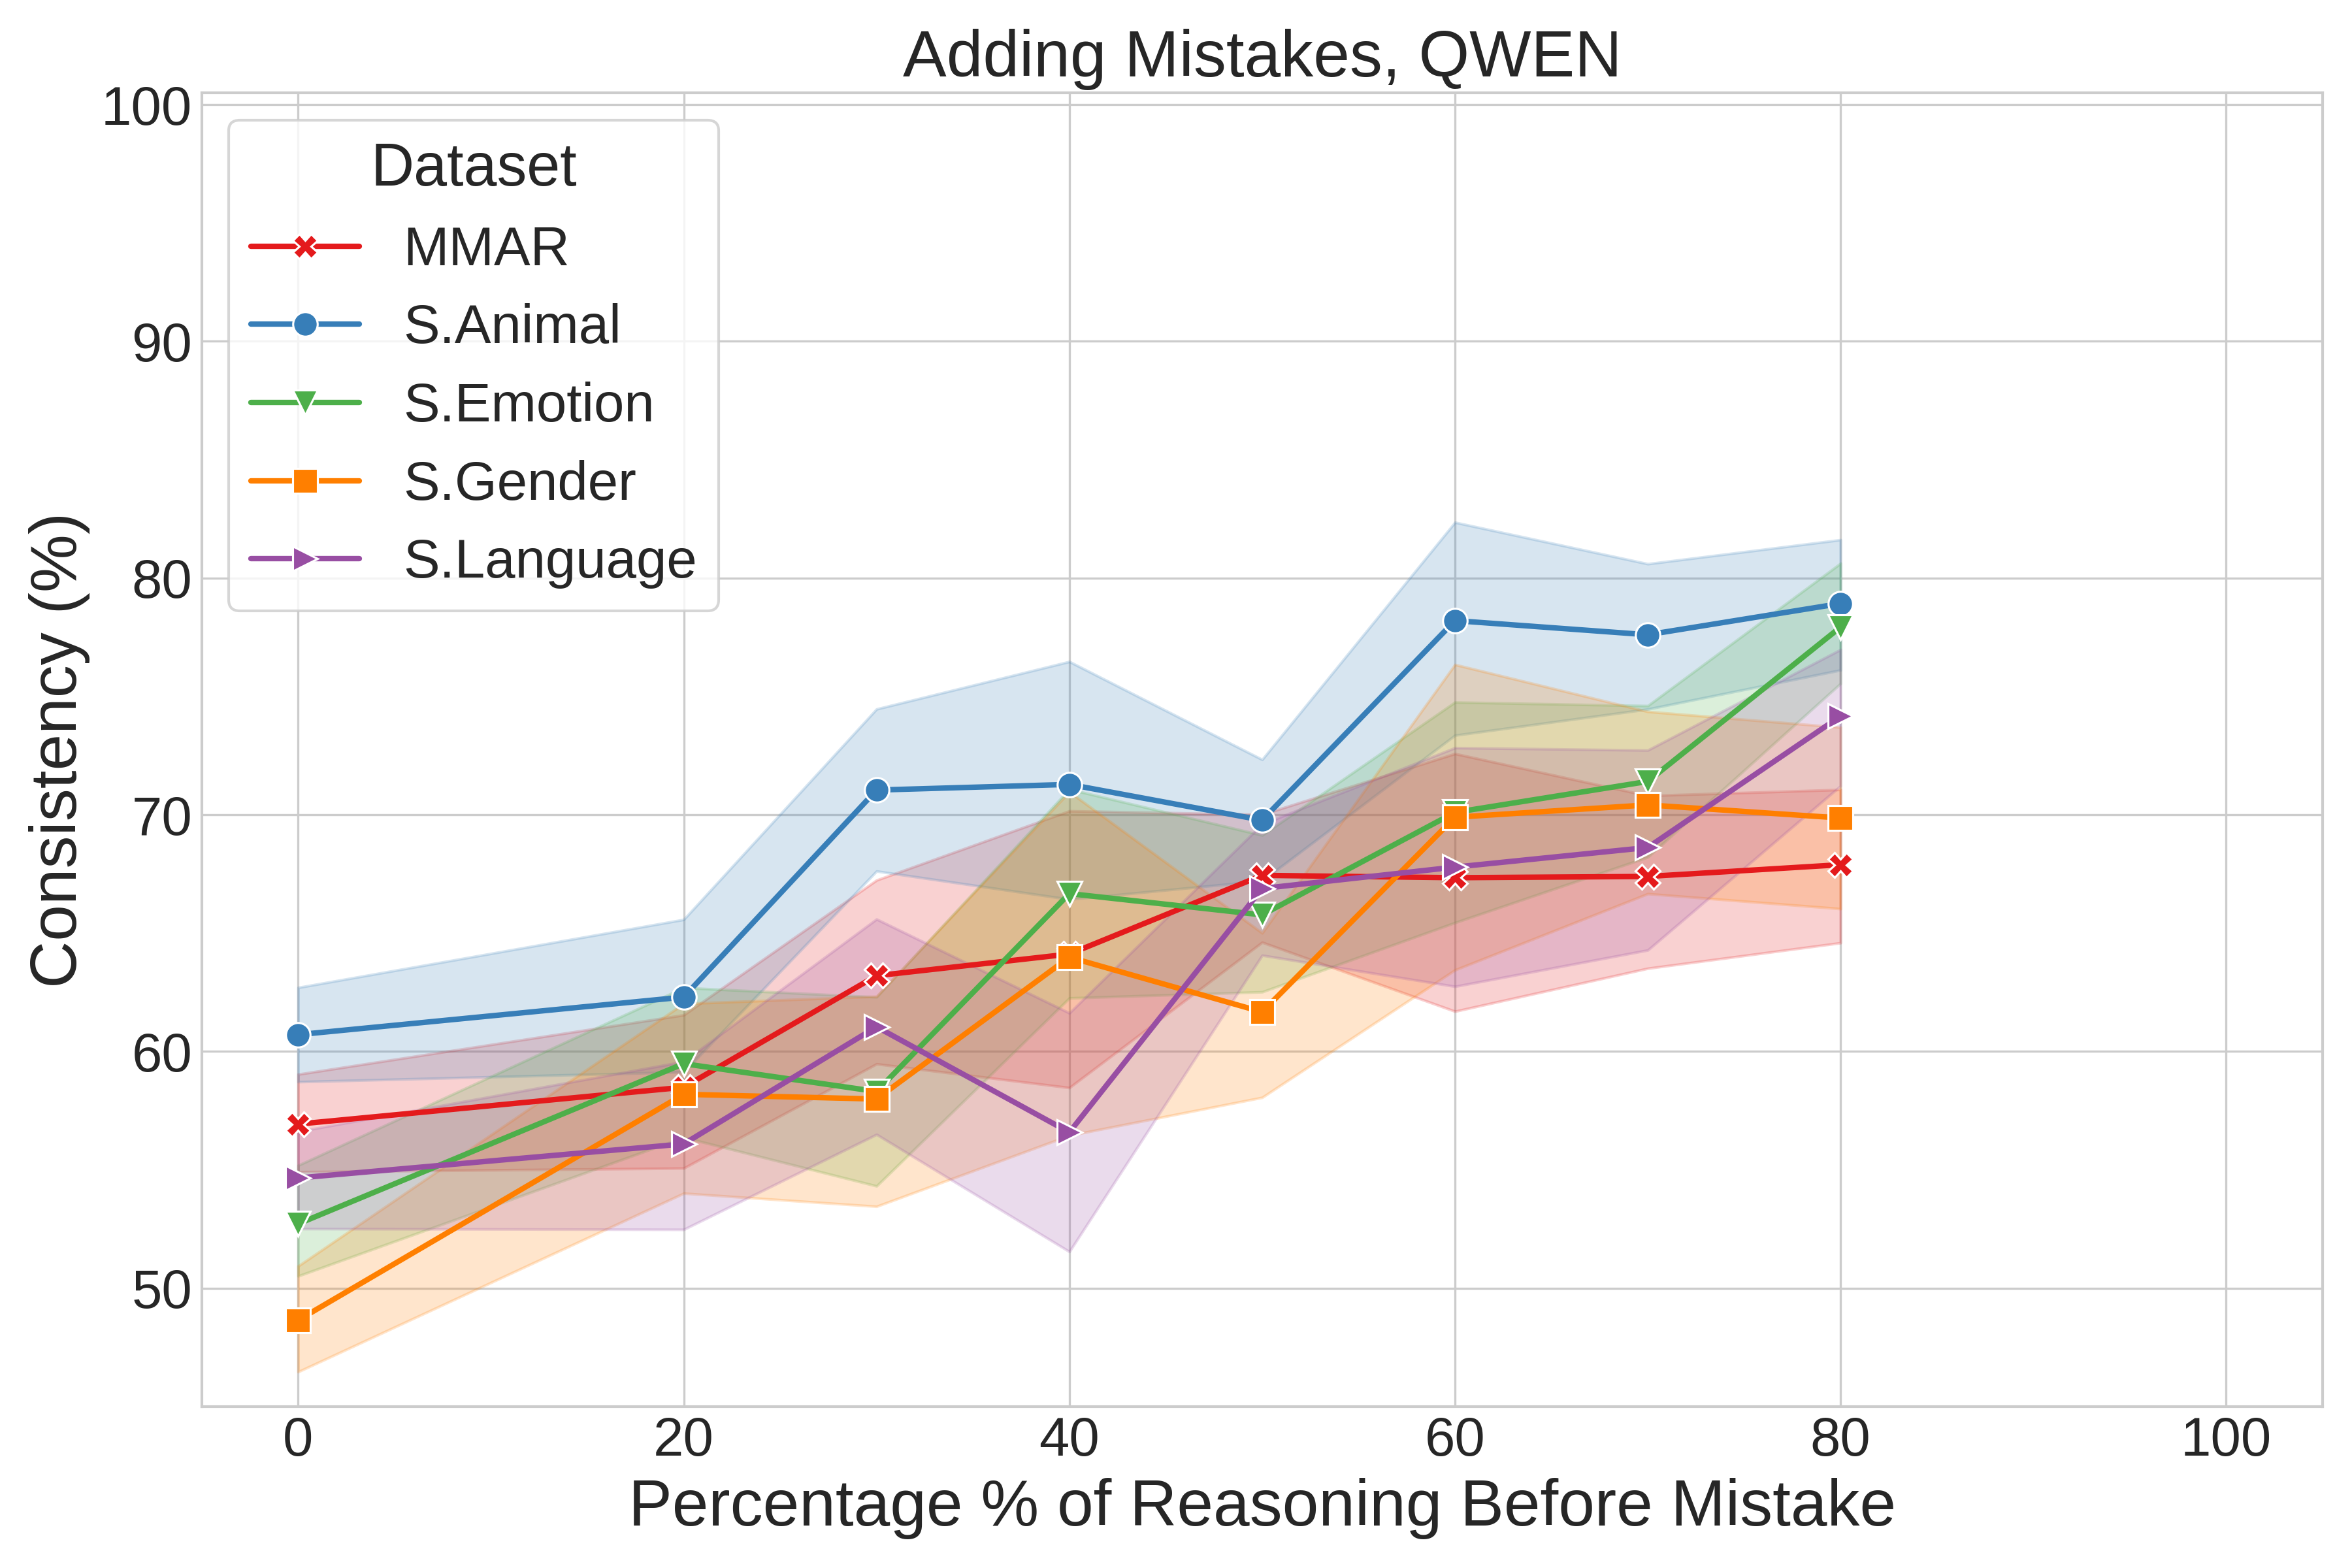 Adding Mistakes, QWEN
100
90
80
70
60
50
Consistency (%)
Dataset
MMAR
S.Animal
S.Emotion
S.Gender
S.Language
0 20 40 60 80 100
Percentage % of Reasoning Before Mistake